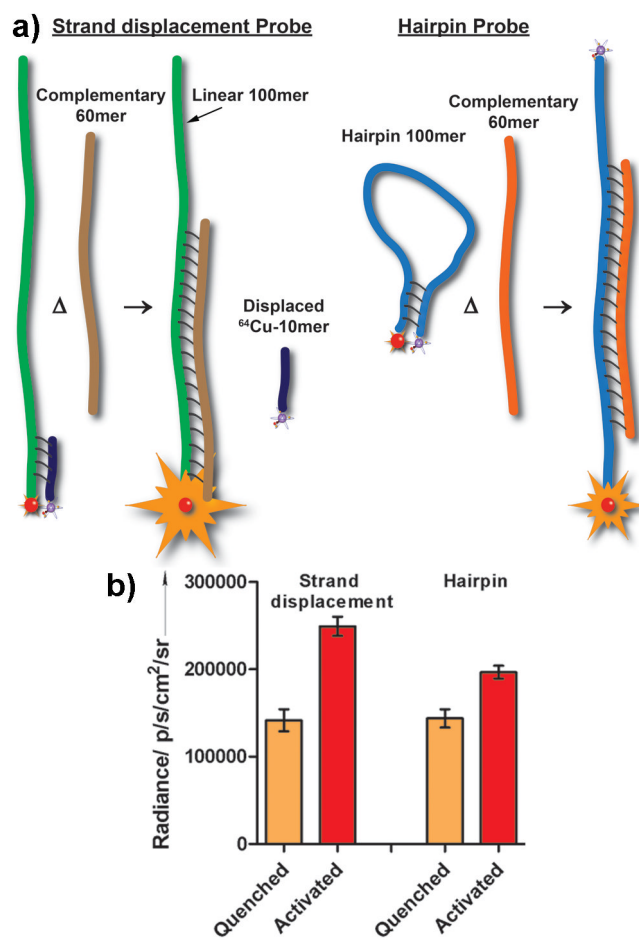 a)
Strand displacement Probe
Complementary
60mer
Linear 100mer
Δ
→
Displaced
⁶⁴Cu-10mer
Hairpin Probe
Hairpin 100mer
Complementary
60mer
Δ
→
b)
Radiance/ p/s/cm²/sr
300000
200000
100000
0
Strand
displacement
Hairpin
Quenched
Activated
Quenched
Activated